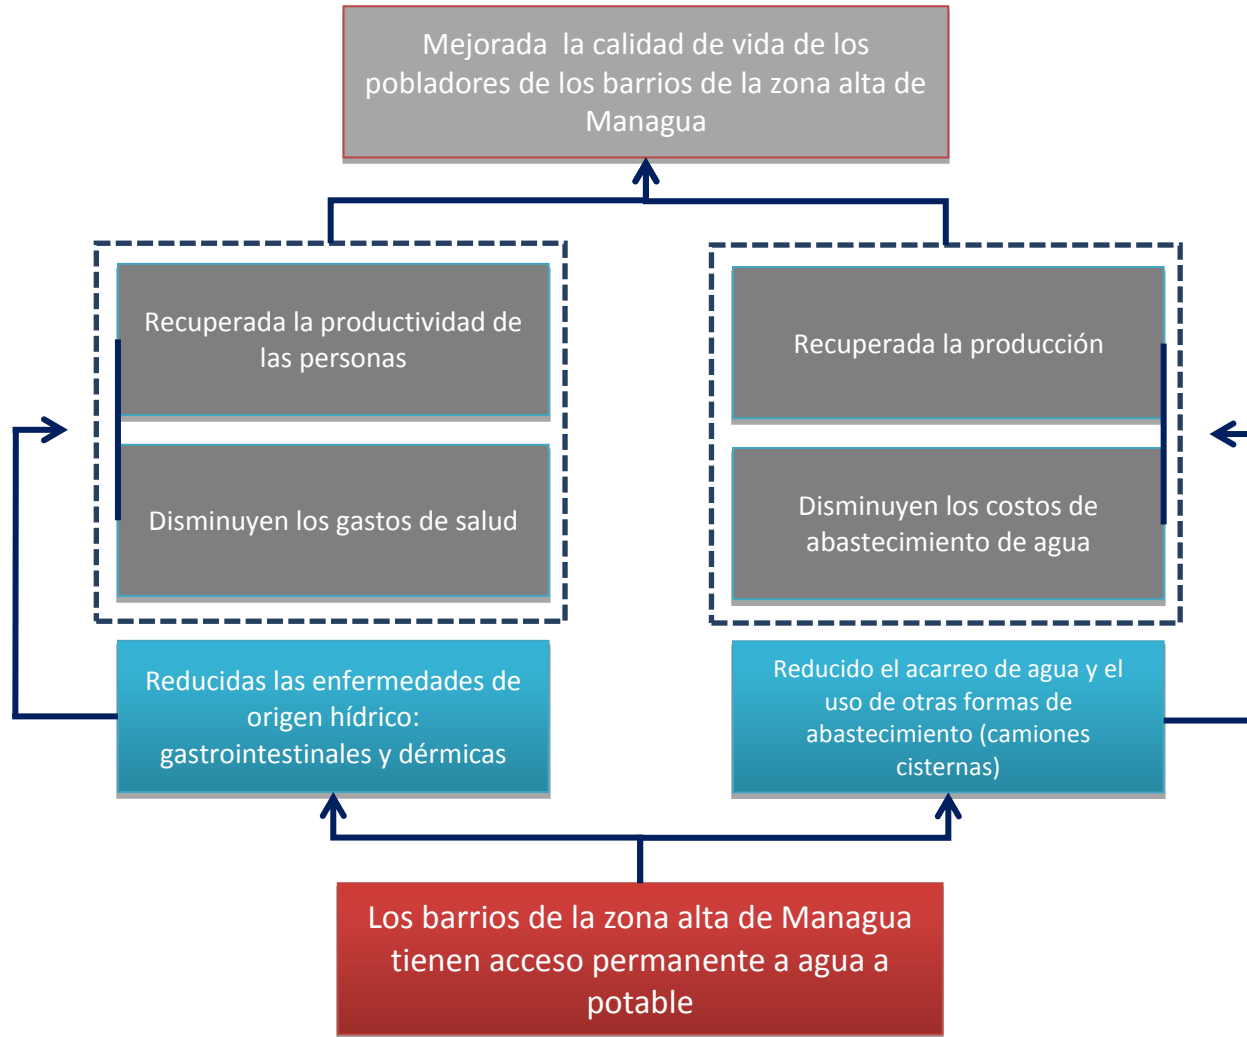 Mejorada la calidad de vida de los
pobladores de los barrios de la zona alta de
Managua
Recuperada la productividad de
las personas
Recuperada la producción
Disminuyen los gastos de salud
Disminuyen los costos de
abastecimiento de agua
Reducidas las enfermedades de
origen hídrico:
gastrointestinales y dérmicas
Reducido el acarreo de agua y el
uso de otras formas de
abastecimiento (camiones
cisternas)
Los barrios de la zona alta de Managua
tienen acceso permanente a agua a
potable